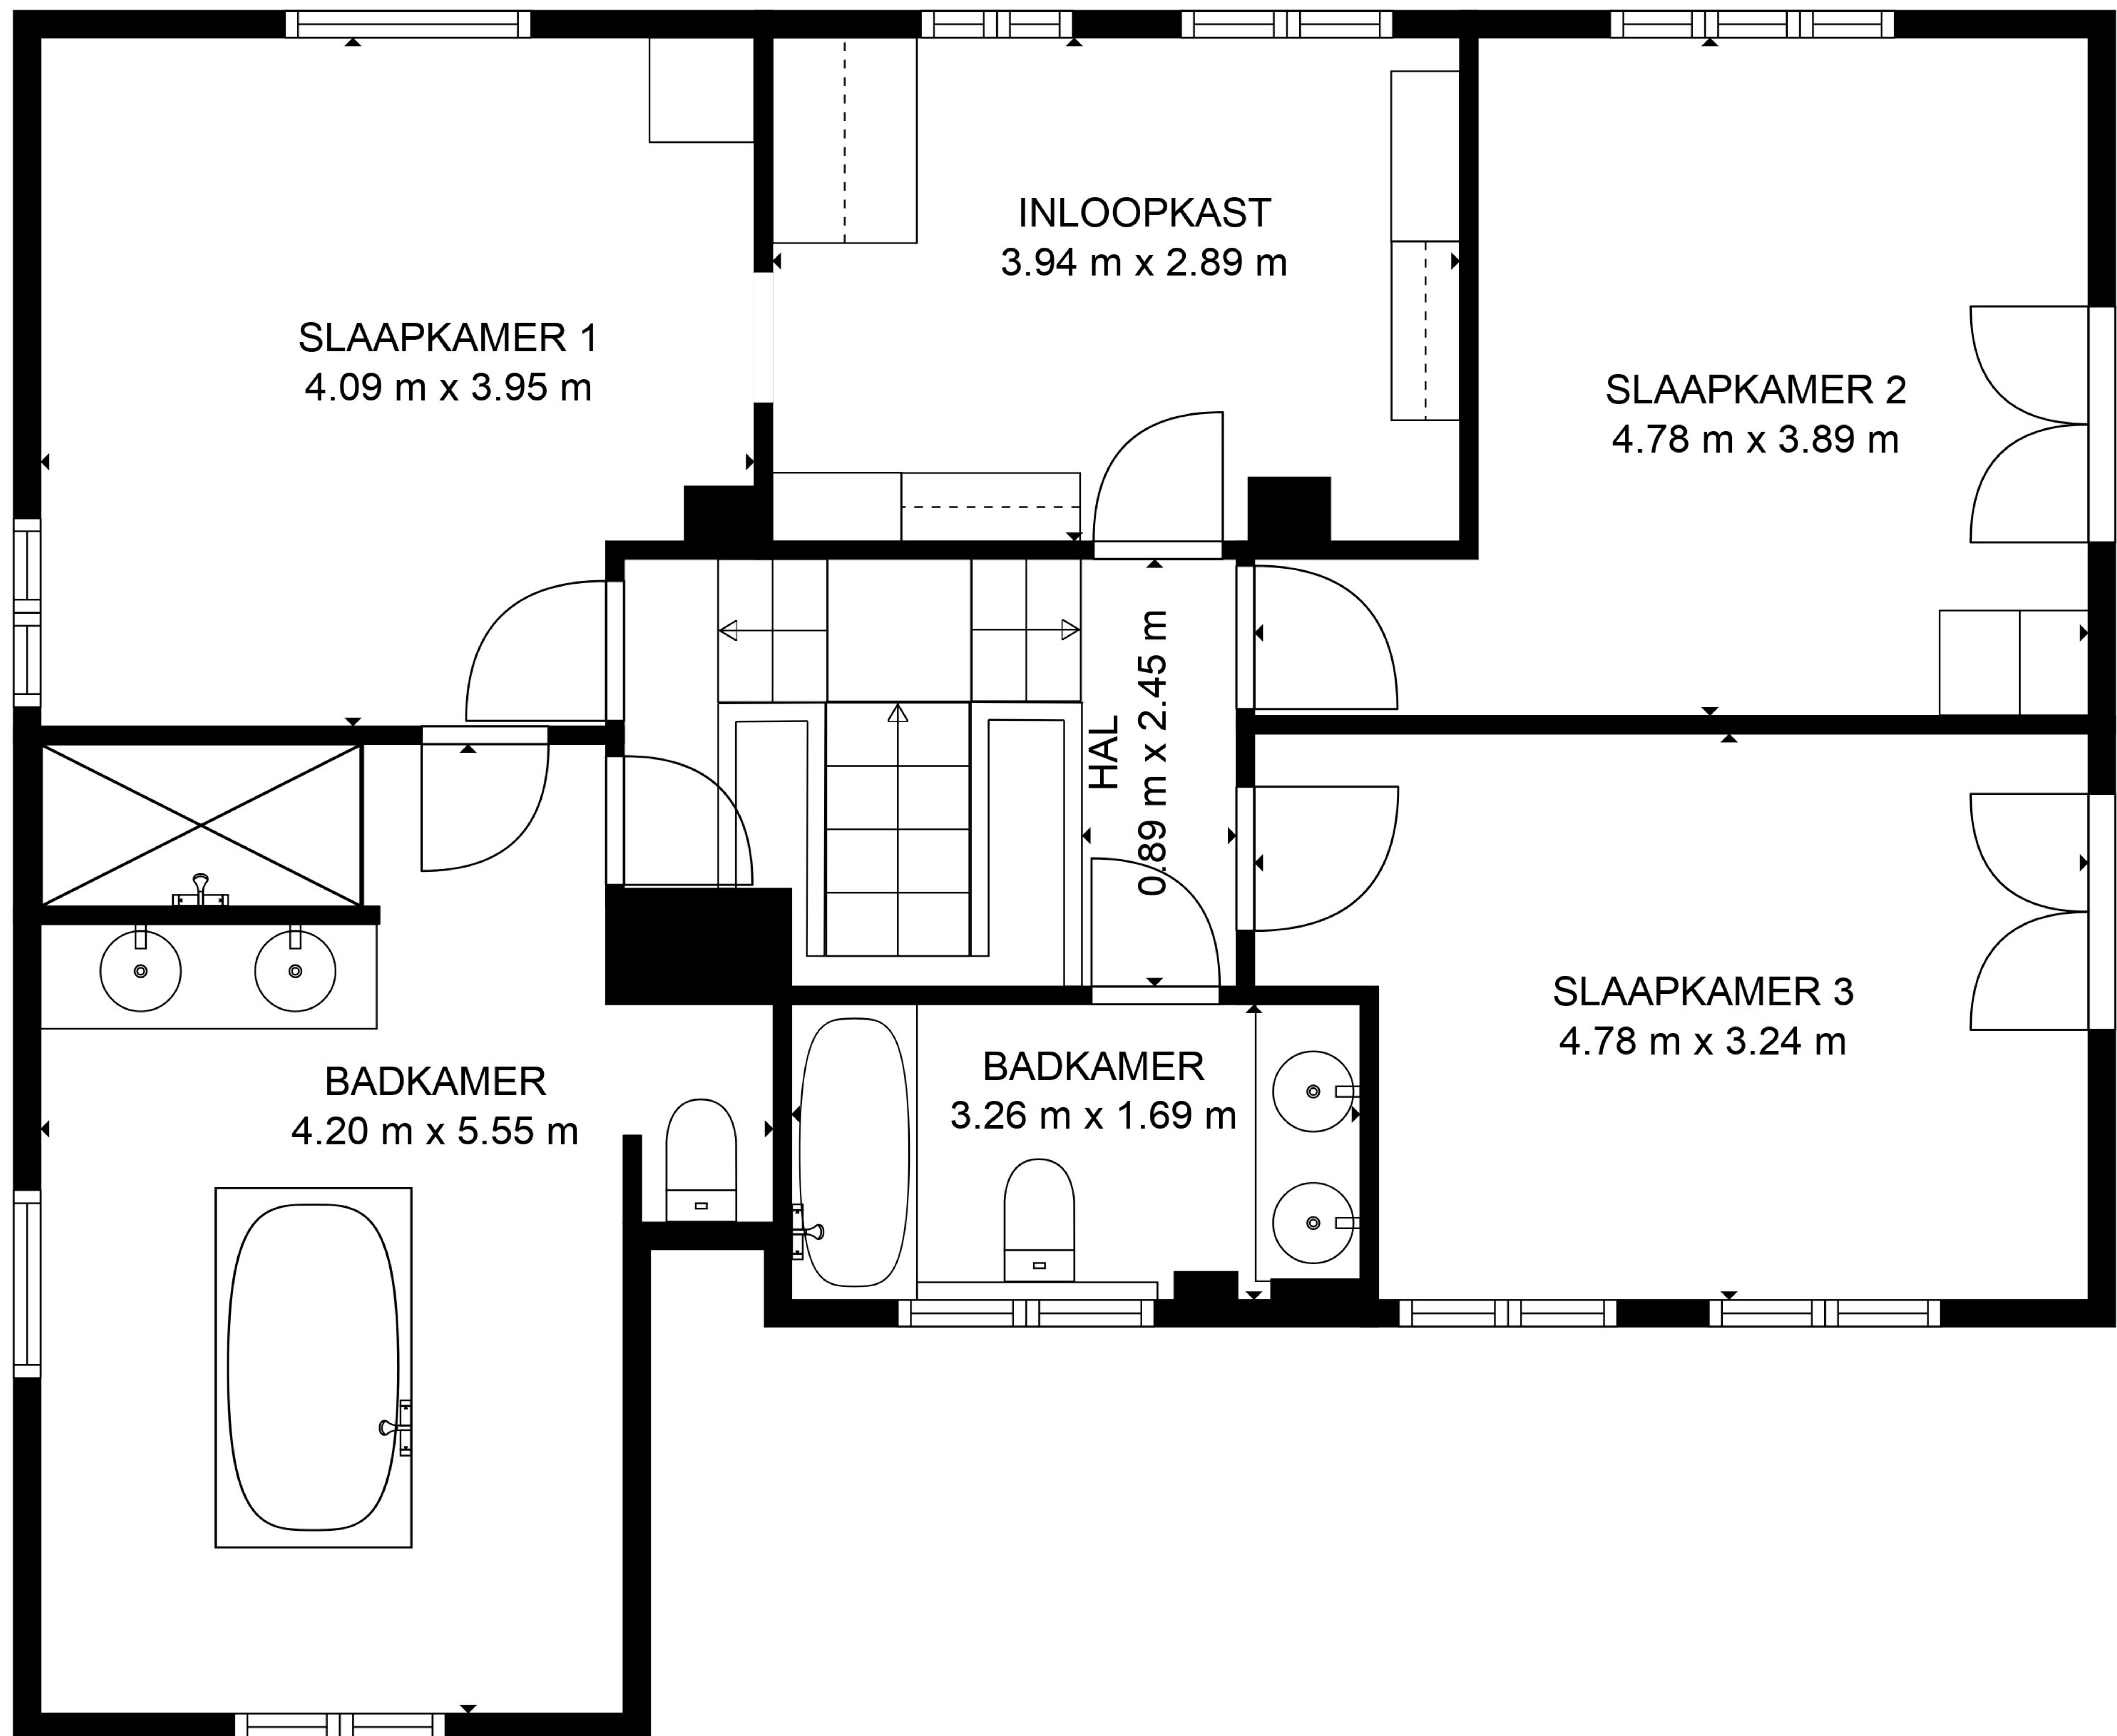 INLOOPKAST
3.94 m x 2.89 m
SLAAPKAMER 1
4.09 m x 3.95 m
SLAAPKAMER 2
4.78 m x 3.89 m
HAL
0.89 m x 2.45 m
SLAAPKAMER 3
4.78 m x 3.24 m
BADKAMER
4.20 m x 5.55 m
BADKAMER
3.26 m x 1.69 m